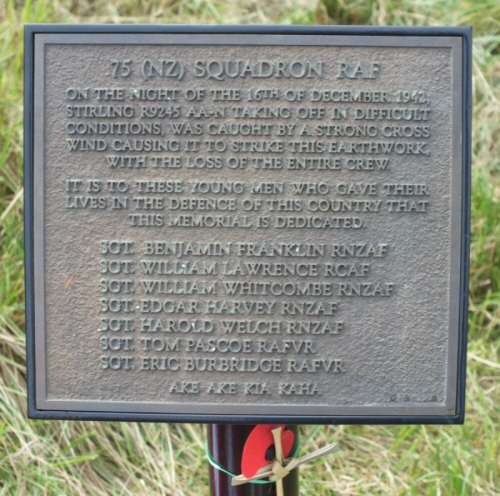 75 (NZ) SQUADRON RAF
ON THE NIGHT OF THE 16TH OF DECEMBER 1942,
STIRLING R9245 AA-N TAKING OFF IN DIFFICULT
CONDITIONS, WAS CAUGHT BY A STRONG CROSS
WIND CAUSING IT TO STRIKE THIS EARTHWORK,
WITH THE LOSS OF THE ENTIRE CREW.
IT IS TO THESE YOUNG MEN WHO GAVE THEIR
LIVES IN THE DEFENCE OF THIS COUNTRY THAT
THIS MEMORIAL IS DEDICATED.
SGT. BENJAMIN FRANKLIN RNZAF
SGT. WILLIAM LAWRENCE RCAF
SGT. WILLIAM WHITCOMBE RNZAF
SGT. EDGAR HARVEY RNZAF
SGT. HAROLD WELCH RNZAF
SGT. TOM PASCOE RAFVR
SGT. ERIC BURBRIDGE RAFVR
AKE AKE KIA KAHA